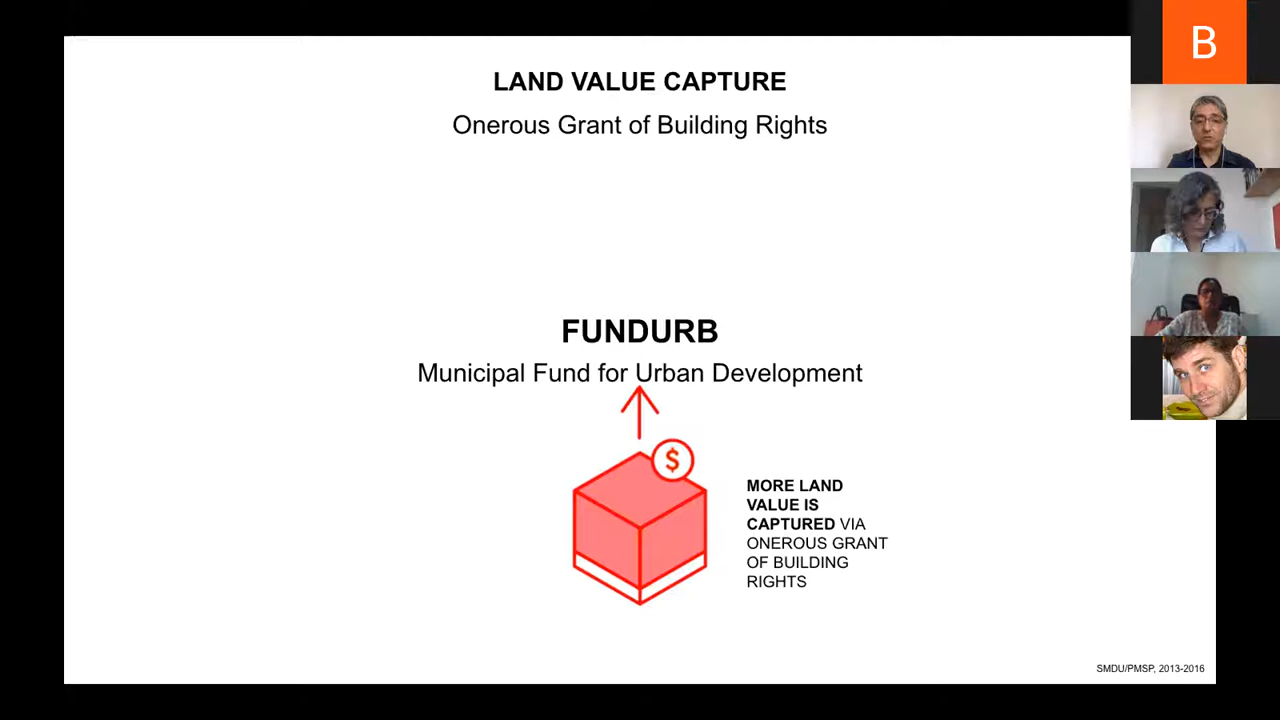 LAND VALUE CAPTURE
Onerous Grant of Building Rights
B
FUNDURB
Municipal Fund for Urban Development
$
MORE LAND
VALUE IS
CAPTURED VIA
ONEROUS GRANT
OF BUILDING
RIGHTS
SMDU/PMSP, 2013-2016